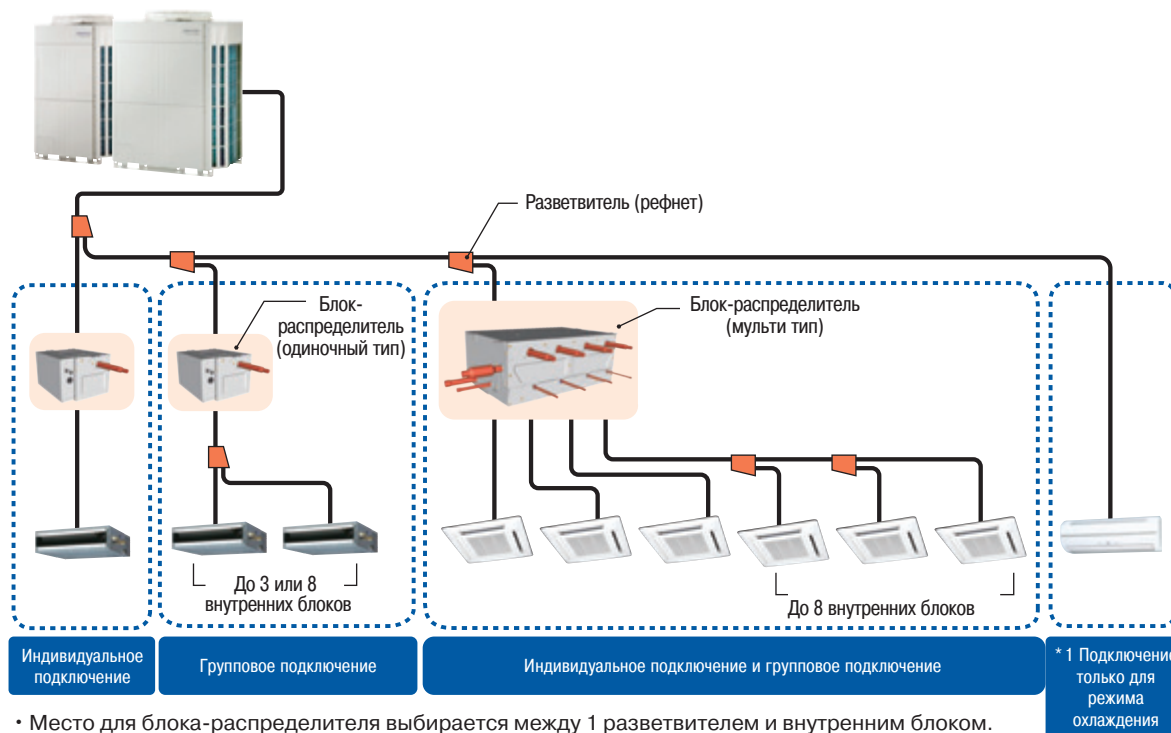 Разветвитель (рефнет)
Блок-
распределитель
(одиночный тип)
Блок-распределитель
(мульти тип)
До 3 или 8
внутренних блоков
До 8 внутренних блоков
Индивидуальное
подключение
Групповое подключение
Индивидуальное подключение и групповое подключение
* 1 Подключение
только для
режима
охлаждения
• Место для блока-распределителя выбирается между 1 разветвителем и внутренним блоком.